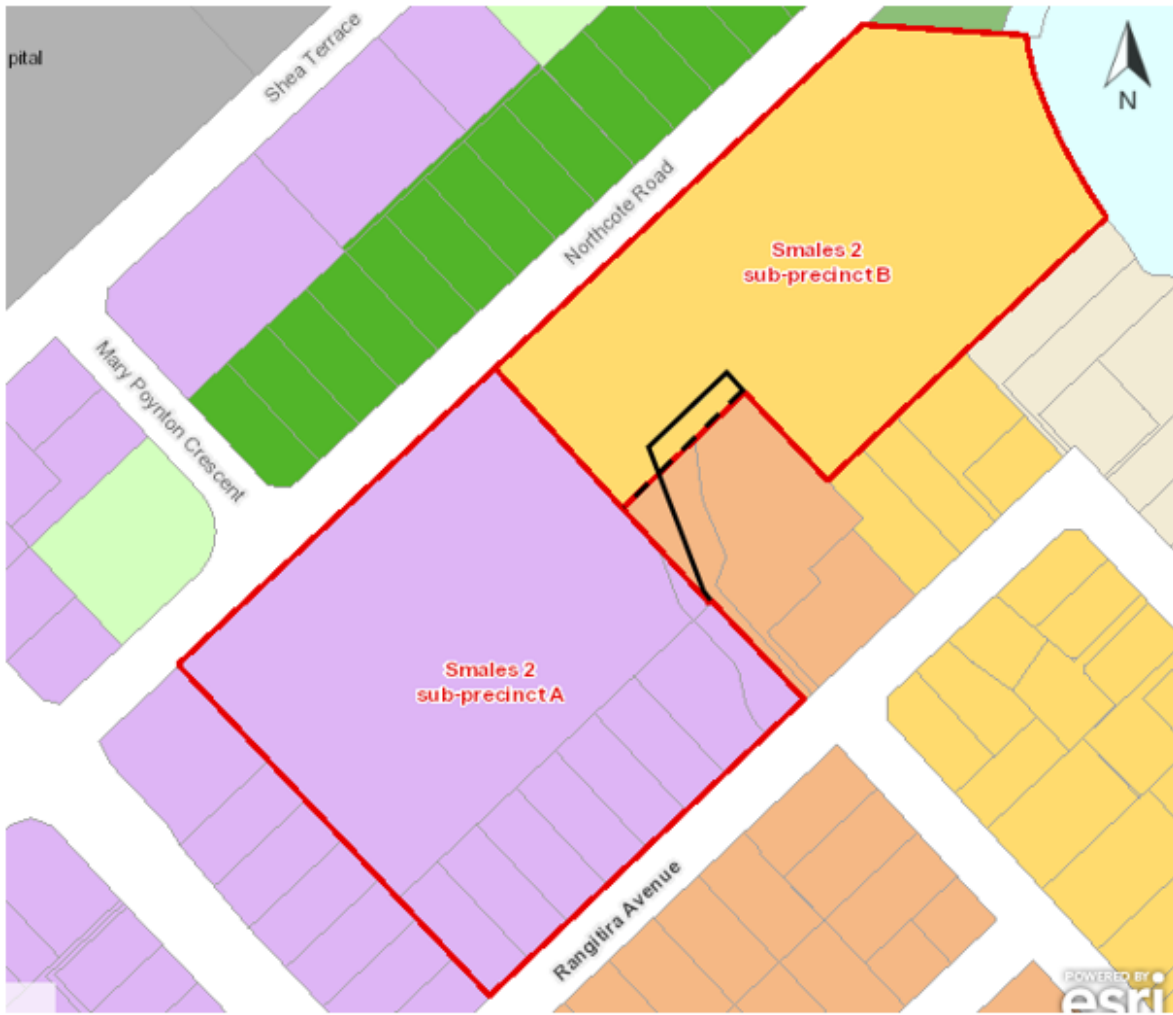 pital
Shea Terrace
N
Northcote Road
Smales 2
sub-precinct B
Mary Poynton Crescent
Smales 2
sub-precinct A
Rangitira Avenue
POWERED BY
esri